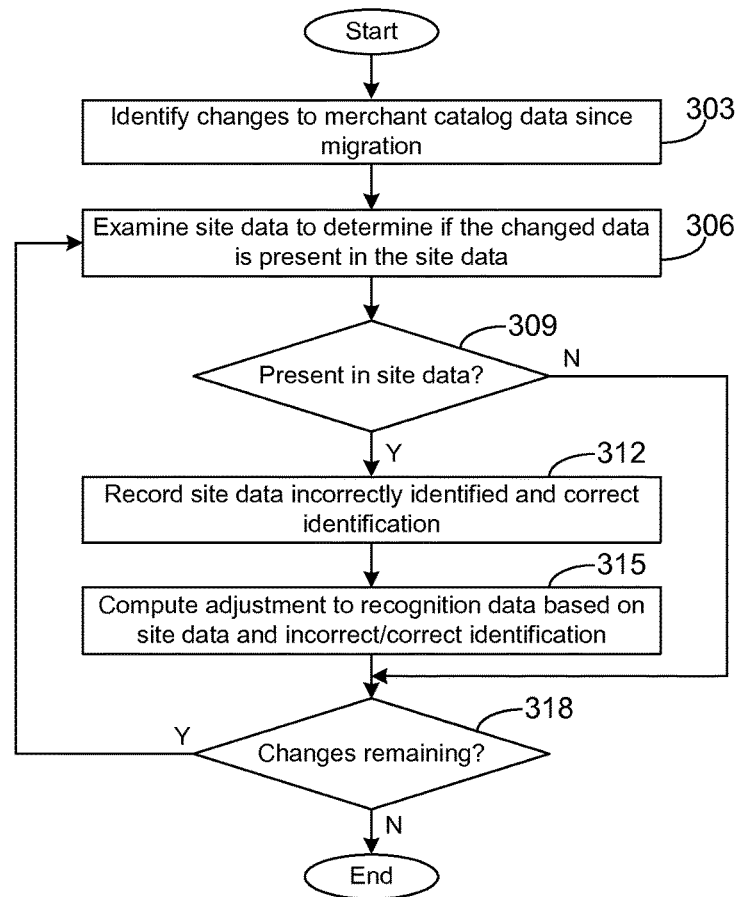 Start
Identify changes to merchant catalog data since
migration
303
Examine site data to determine if the changed data
is present in the site data
306
309
Present in site data?
N
Y
312
Record site data incorrectly identified and correct
identification
315
Compute adjustment to recognition data based on
site data and incorrect/correct identification
318
Y
Changes remaining?
N
End